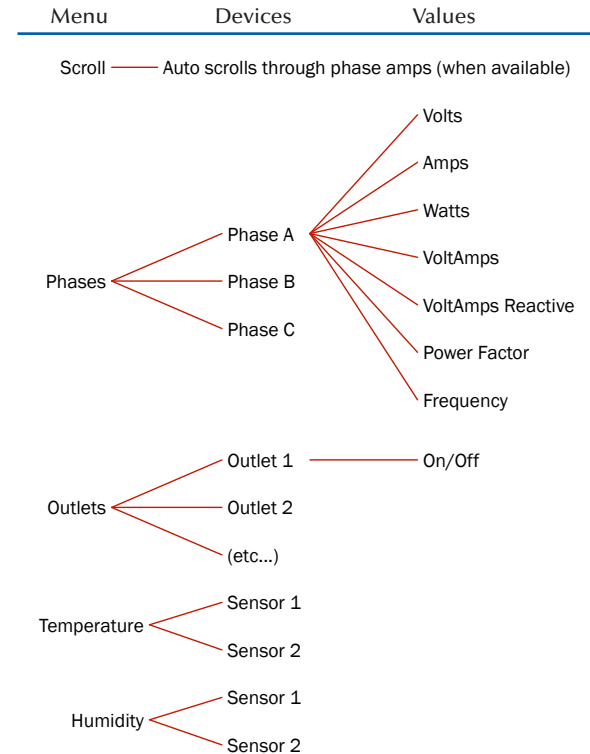 Menu Devices Values
Scroll Auto scrolls through phase amps (when available)
Volts
Amps
Watts
Phase A
VoltAmps
Phases Phase B
VoltAmps Reactive
Phase C
Power Factor
Frequency
Outlet 1 On/Off
Outlets Outlet 2
(etc...)
Sensor 1
Temperature
Sensor 2
Sensor 1
Humidity
Sensor 2